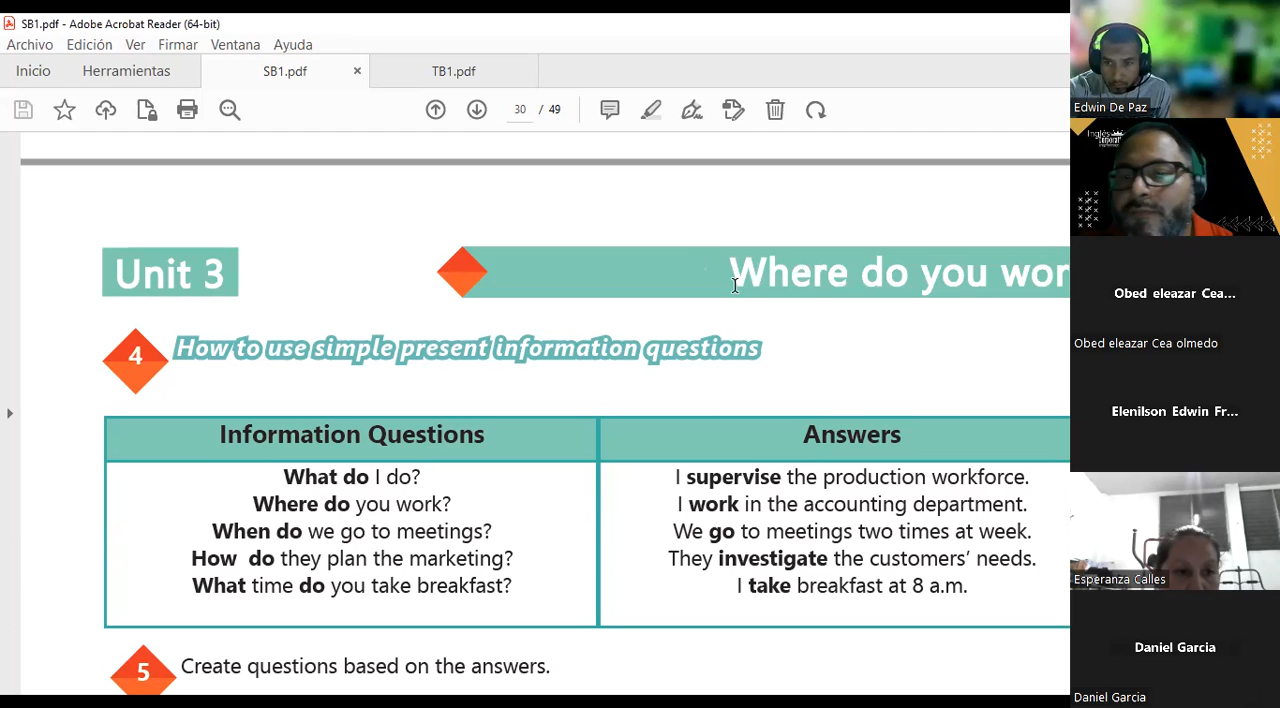 SB1.pdf - Adobe Acrobat Reader (64-bit)
Archivo Edición Ver Firmar Ventana Ayuda
Inicio Herramientas SB1.pdf × TB1.pdf
30 / 49
Unit 3
Where do you wor
4
How to use simple present information questions
Information Questions
What do I do?
Where do you work?
When do we go to meetings?
How do they plan the marketing?
What time do you take breakfast?
Answers
I supervise the production workforce.
I work in the accounting department.
We go to meetings two times at week.
They investigate the customers’ needs.
I take breakfast at 8 a.m.
5
Create questions based on the answers.
Edwin De Paz
Inglés
Obed eleazar Cea...
Obed eleazar Cea olmedo
Elenilson Edwin Fr...
Esperanza Calles
Daniel Garcia
Daniel Garcia